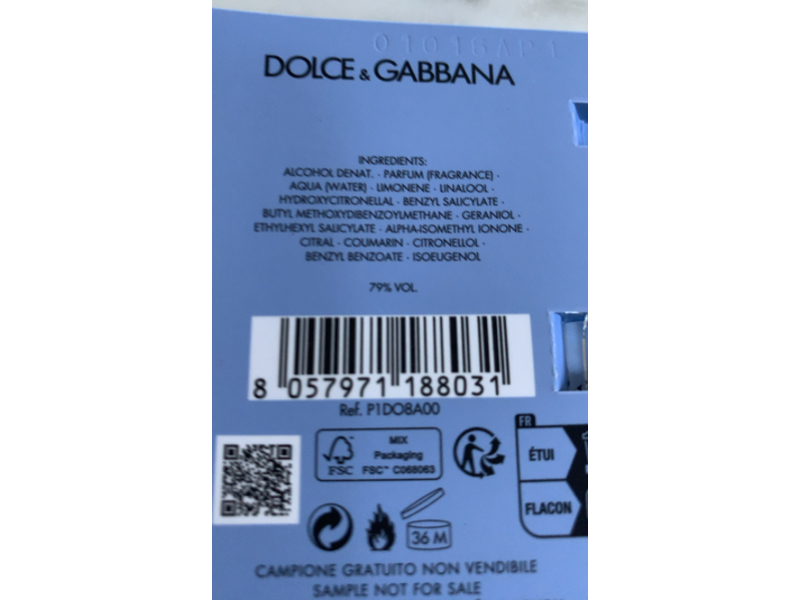 01018AP1
DOLCE & GABBANA
INGREDIENTS:
ALCOHOL DENAT. · PARFUM (FRAGRANCE) ·
AQUA (WATER) · LIMONENE · LINALOOL ·
HYDROXYCITRONELLAL · BENZYL SALICYLATE ·
BUTYL METHOXYDIBENZOYLMETHANE · GERANIOL ·
ETHYLHEXYL SALICYLATE · ALPHA-ISOMETHYL IONONE ·
CITRAL · COUMARIN · CITRONELLOL ·
BENZYL BENZOATE · ISOEUGENOL
79% VOL.
8 057971 188031
Ref. P1DO8A00
MIX
Packaging
FSC
FSC™ C068063
FR
ÉTUI
FLACON
36 M
CAMPIONE GRATUITO NON VENDIBILE
SAMPLE NOT FOR SALE